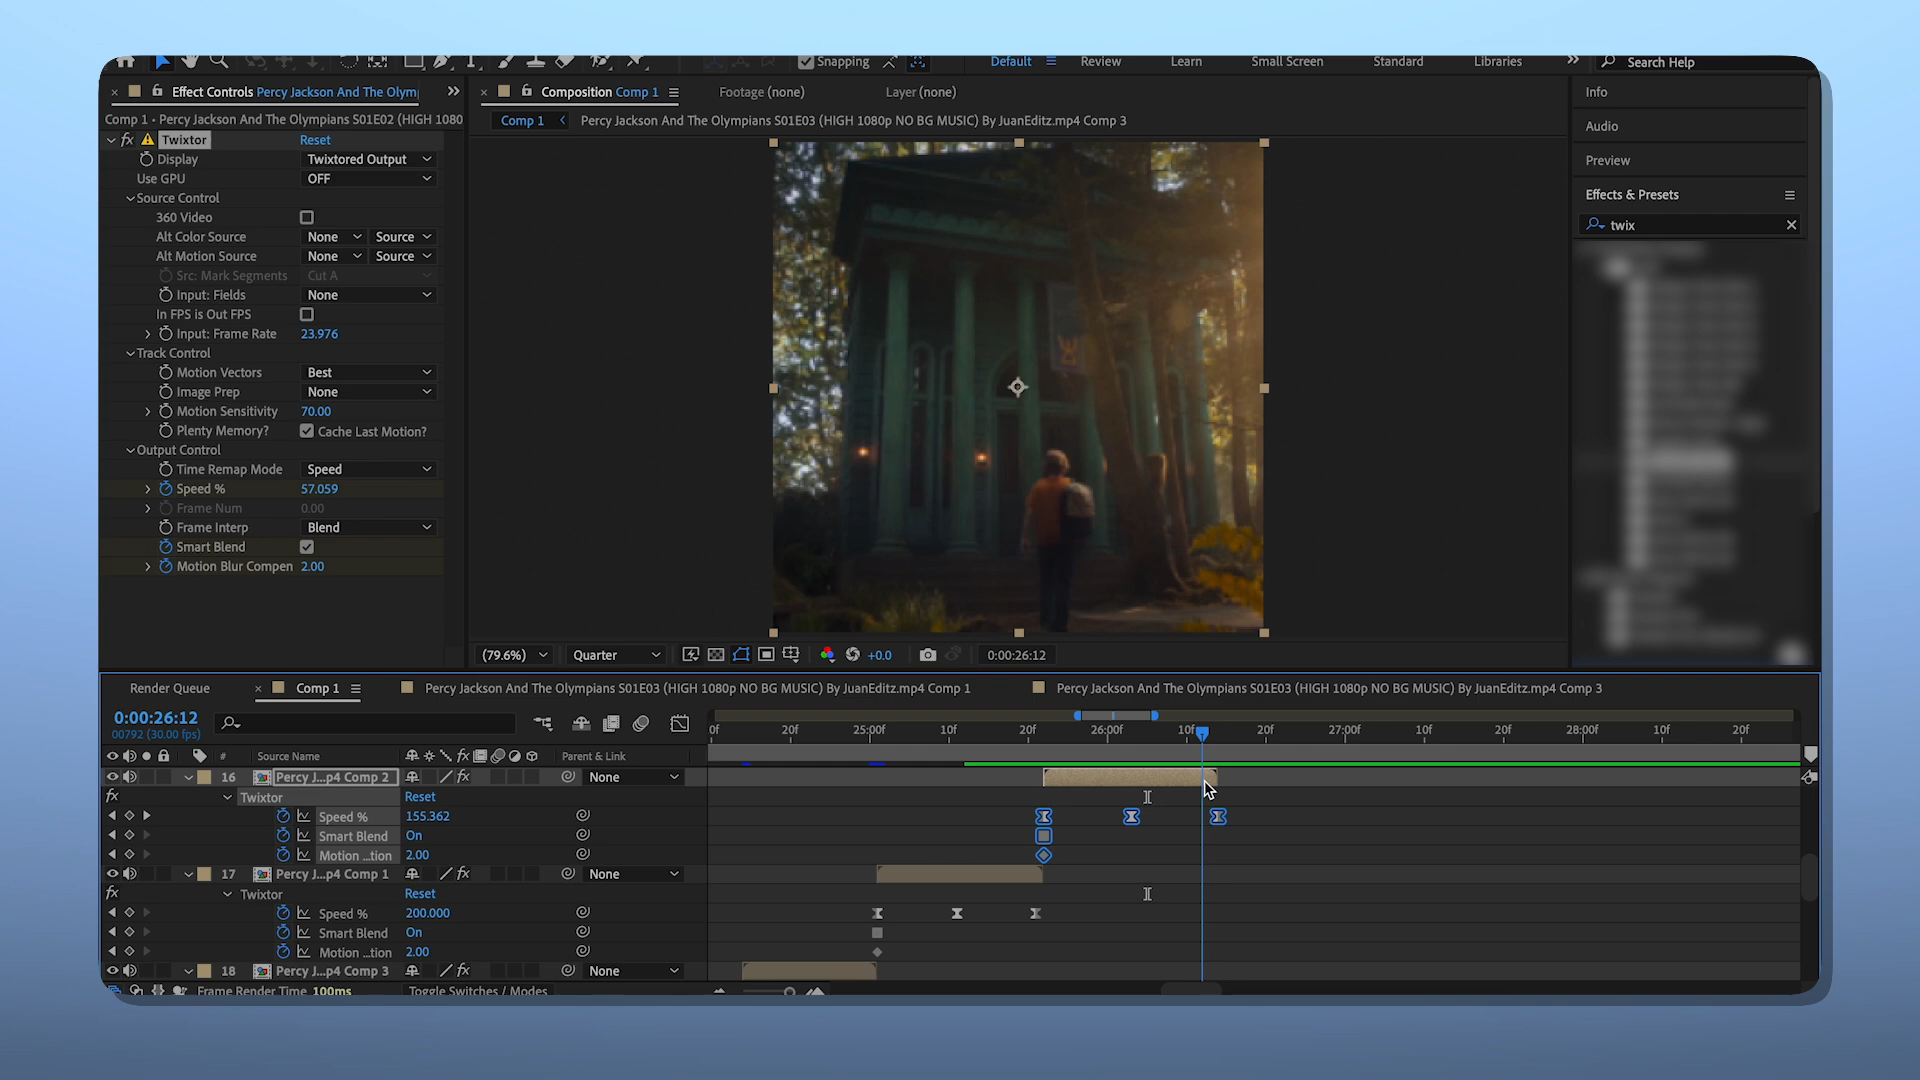 Snapping
Default
Review
Learn
Small Screen
Standard
Libraries
Search Help
Effect Controls Percy Jackson And The Olym
Composition Comp 1
Footage (none)
Layer (none)
Info
Comp 1 • Percy Jackson And The Olympians S01E02 (HIGH 1080
Comp 1
Percy Jackson And The Olympians S01E03 (HIGH 1080p NO BG MUSIC) By JuanEditz.mp4 Comp 3
Audio
Preview
Effects & Presets
twix
fx Twixtor Reset
Display Twixtored Output
Use GPU OFF
Source Control
360 Video
Alt Color Source None Source
Alt Motion Source None Source
Src: Mark Segments Cut A
Input: Fields None
In FPS is Out FPS
Input: Frame Rate 23.976
Track Control
Motion Vectors Best
Image Prep None
Motion Sensitivity 70.00
Plenty Memory? Cache Last Motion?
Output Control
Time Remap Mode Speed
Speed % 57.059
Frame Num 0.00
Frame Interp Blend
Smart Blend
Motion Blur Compen 2.00
(79.6%) Quarter +0.0 0:00:26:12
Render Queue
Comp 1
Percy Jackson And The Olympians S01E03 (HIGH 1080p NO BG MUSIC) By JuanEditz.mp4 Comp 1
Percy Jackson And The Olympians S01E03 (HIGH 1080p NO BG MUSIC) By JuanEditz.mp4 Comp 3
0:00:26:12
00792 (30.00 fps)
0f 20f 25:00f 10f 20f 26:00f 10f 20f 27:00f 10f 20f 28:00f 10f 20f
# Source Name fx Parent & Link
16 Percy J...p4 Comp 2 fx None
fx Twixtor Reset
Speed % 155.362
Smart Blend On
Motion ...tion 2.00
17 Percy J...p4 Comp 1 fx None
fx Twixtor Reset
Speed % 200.000
Smart Blend On
Motion ...tion 2.00
18 Percy J...p4 Comp 3 fx None
Frame Render Time 100ms Toggle Switches / Modes